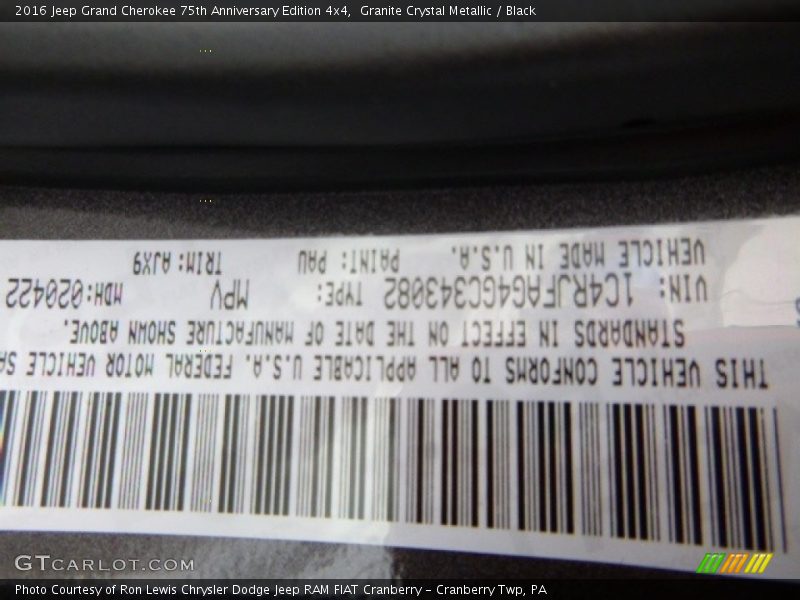 2016 Jeep Grand Cherokee 75th Anniversary Edition 4x4, Granite Crystal Metallic / Black
THIS VEHICLE CONFORMS TO ALL APPLICABLE U.S.A. FEDERAL MOTOR VEHICLE SA
STANDARDS IN EFFECT ON THE DATE OF MANUFACTURE SHOWN ABOVE.
VIN: 1C4RJFAG4GC343082 TYPE: MPV MDH:020422
VEHICLE MADE IN U.S.A. PAINT: PAU TRIM: AJX9
GTCARLOT.COM
Photo Courtesy of Ron Lewis Chrysler Dodge Jeep RAM FIAT Cranberry – Cranberry Twp, PA